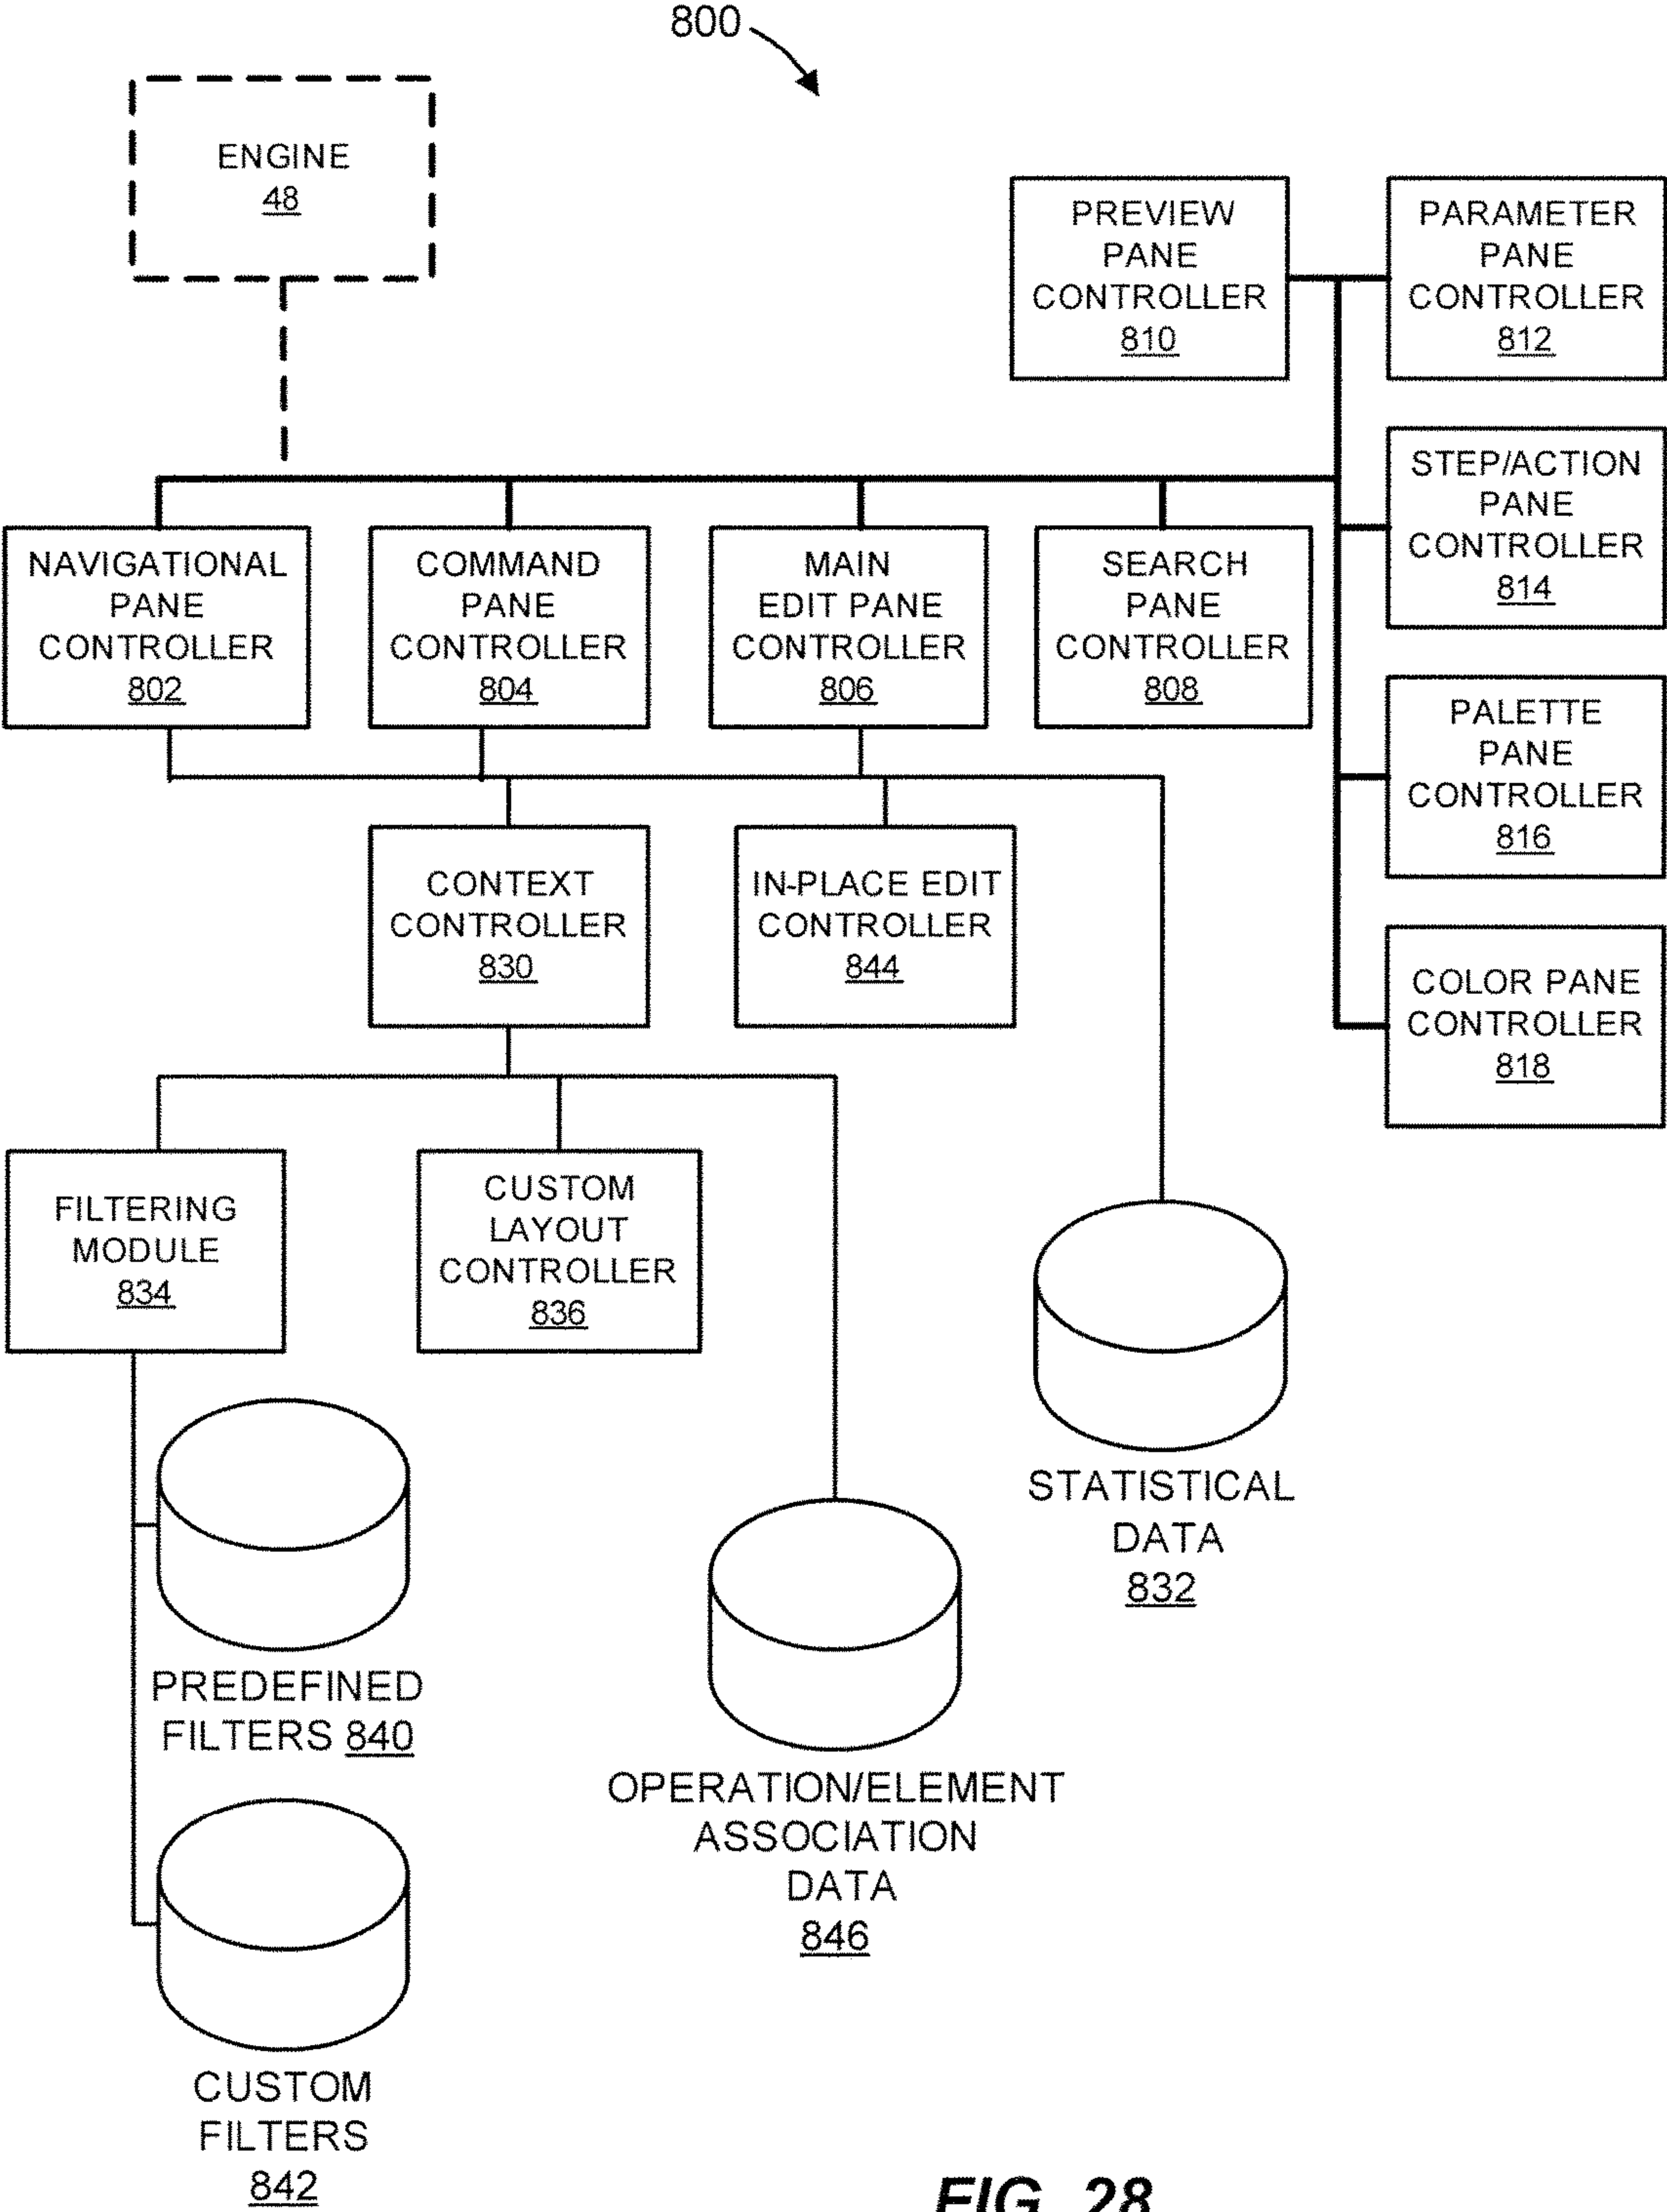 800
ENGINE
48
PREVIEW
PANE
CONTROLLER
810
PARAMETER
PANE
CONTROLLER
812
STEP/ACTION
PANE
CONTROLLER
814
NAVIGATIONAL
PANE
CONTROLLER
802
COMMAND
PANE
CONTROLLER
804
MAIN
EDIT PANE
CONTROLLER
806
SEARCH
PANE
CONTROLLER
808
PALETTE
PANE
CONTROLLER
816
CONTEXT
CONTROLLER
830
IN-PLACE EDIT
CONTROLLER
844
COLOR PANE
CONTROLLER
818
FILTERING
MODULE
834
CUSTOM
LAYOUT
CONTROLLER
836
STATISTICAL
DATA
832
PREDEFINED
FILTERS 840
OPERATION/ELEMENT
ASSOCIATION
DATA
846
CUSTOM
FILTERS
842
FIG. 28